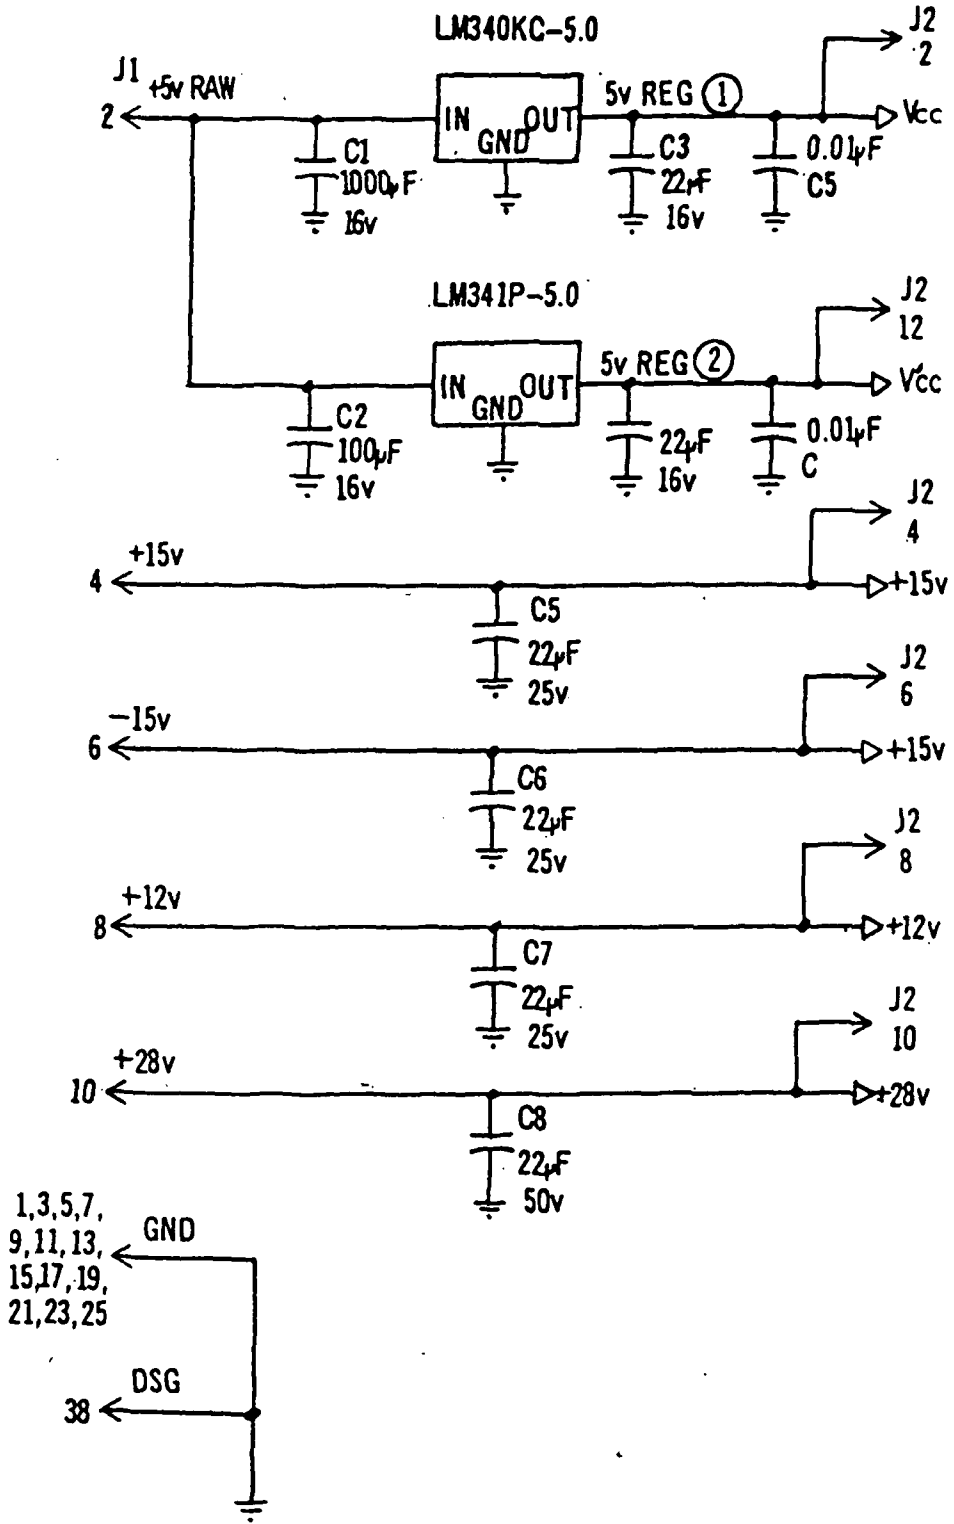 LM340KC-5.0
J2
2
J1
+5v RAW
2
IN
OUT
GND
5v REG 1
Vcc
C1
1000µF
16v
C3
22µF
16v
0.01µF
C5
LM341P-5.0
J2
12
IN
OUT
GND
5v REG 2
V'cc
C2
100µF
16v
22µF
16v
0.01µF
C
J2
4
+15v
4
+15v
C5
22µF
25v
J2
6
-15v
6
+15v
C6
22µF
25v
J2
8
+12v
8
+12v
C7
22µF
25v
J2
10
+28v
10
+28v
C8
22µF
50v
1,3,5,7,
9,11,13,
15,17,19,
21,23,25
GND
DSG
38